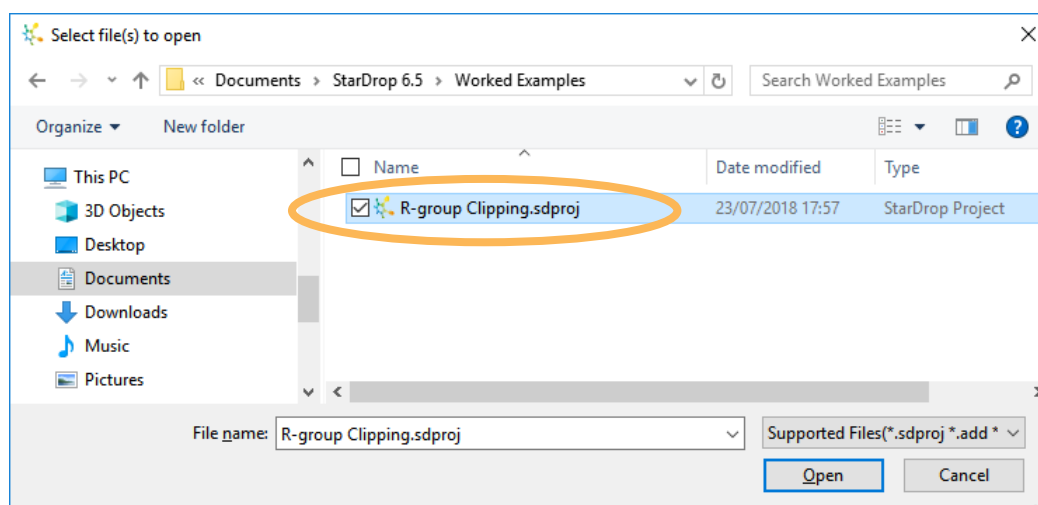 Select file(s) to open
« Documents > StarDrop 6.5 > Worked Examples
Search Worked Examples
Organize
New folder
Name
Date modified
Type
This PC
R-group Clipping.sdproj
23/07/2018 17:57
StarDrop Project
3D Objects
Desktop
Documents
Downloads
Music
Pictures
File name: R-group Clipping.sdproj
Supported Files(*.sdproj *.add *
Open
Cancel